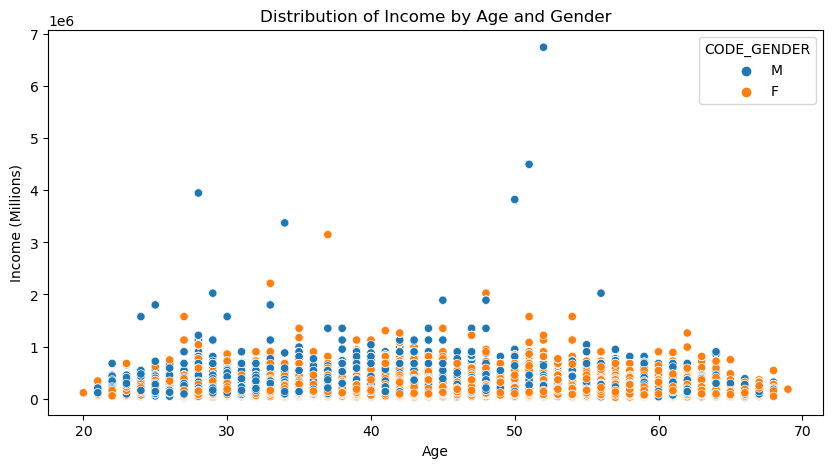 Distribution of Income by Age and Gender
1e6
7
6
5
4
3
2
1
0
Income (Millions)
20 30 40 50 60 70
Age
CODE_GENDER
M
F